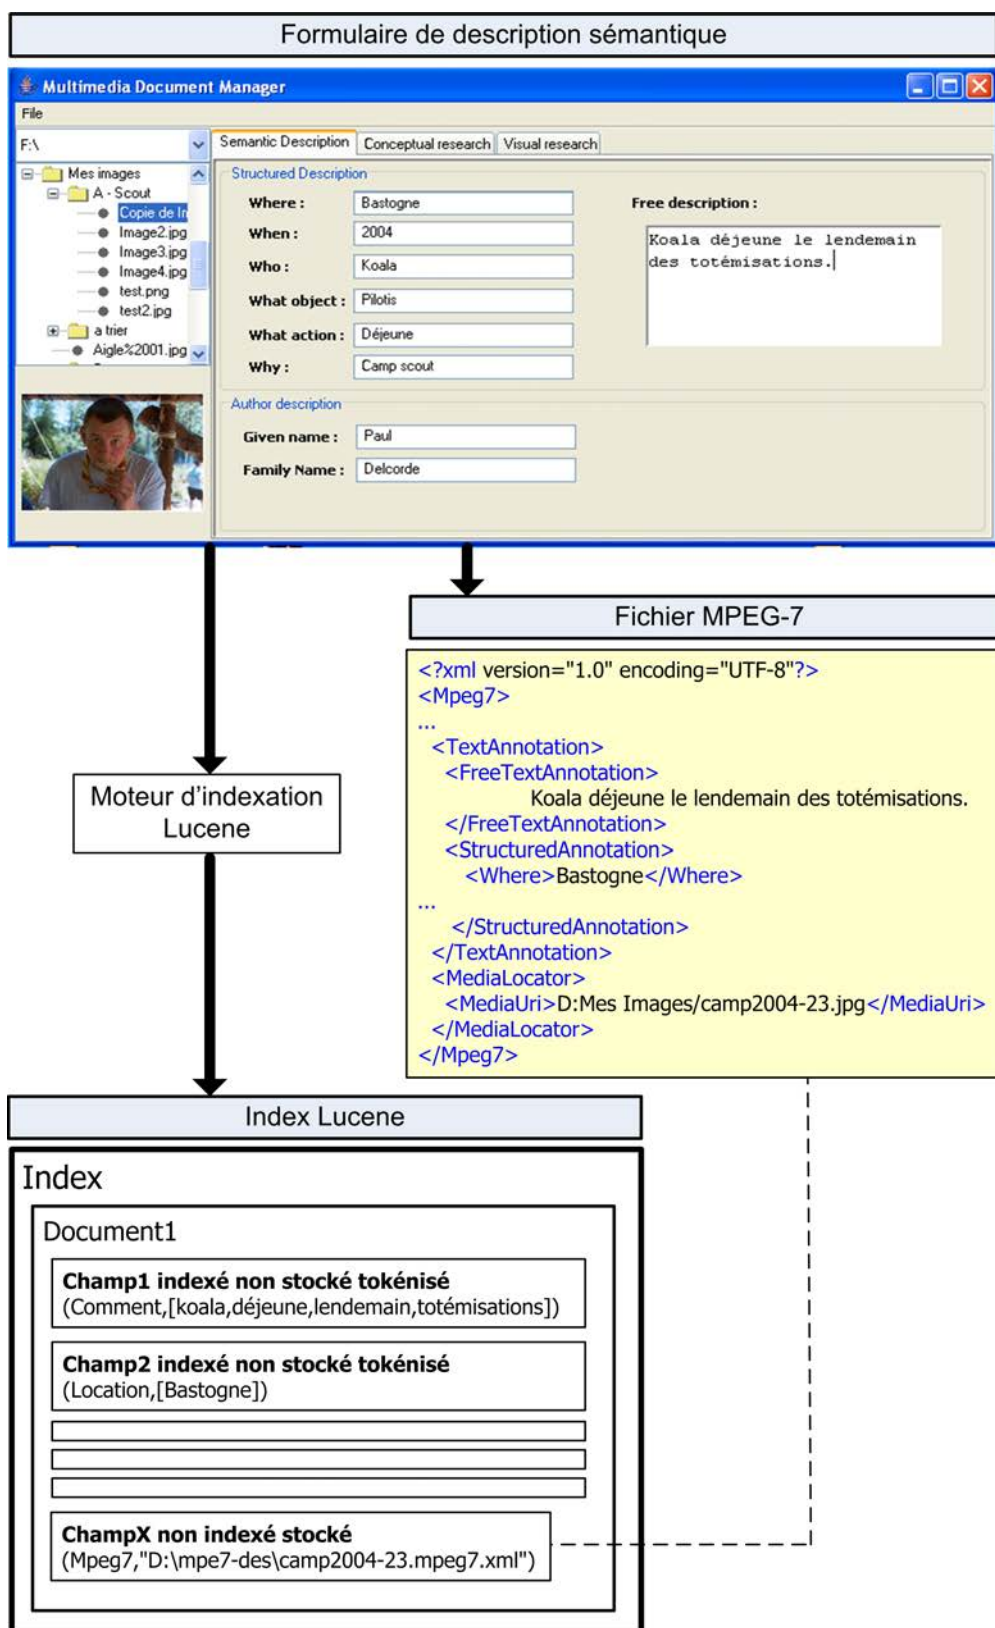 Formulaire de description sémantique
Multimedia Document Manager
File
F:\
Semantic Description
Conceptual research
Visual research
Mes images
A - Scout
Copie de Im
Image2.jpg
Image3.jpg
Image4.jpg
test.png
test2.jpg
a trier
Aigle%2001.jpg
Structured Description
Where :
Bastogne
When :
2004
Who :
Koala
What object :
Pilotis
What action :
Déjeune
Why :
Camp scout
Free description :
Koala déjeune le lendemain
des totémisations.
Author description
Given name :
Paul
Family Name :
Delcorde
Fichier MPEG-7
<?xml version="1.0" encoding="UTF-8"?>
<Mpeg7>
...
<TextAnnotation>
<FreeTextAnnotation>
Koala déjeune le lendemain des totémisations.
</FreeTextAnnotation>
<StructuredAnnotation>
<Where>Bastogne</Where>
...
</StructuredAnnotation>
</TextAnnotation>
<MediaLocator>
<MediaUri>D:Mes Images/camp2004-23.jpg</MediaUri>
</MediaLocator>
</Mpeg7>
Moteur d'indexation
Lucene
Index Lucene
Index
Document1
Champ1 indexé non stocké tokénisé
(Comment,[koala,déjeune,lendemain,totémisations])
Champ2 indexé non stocké tokénisé
(Location,[Bastogne])
ChampX non indexé stocké
(Mpeg7,"D:\mpe7-des\camp2004-23.mpeg7.xml")